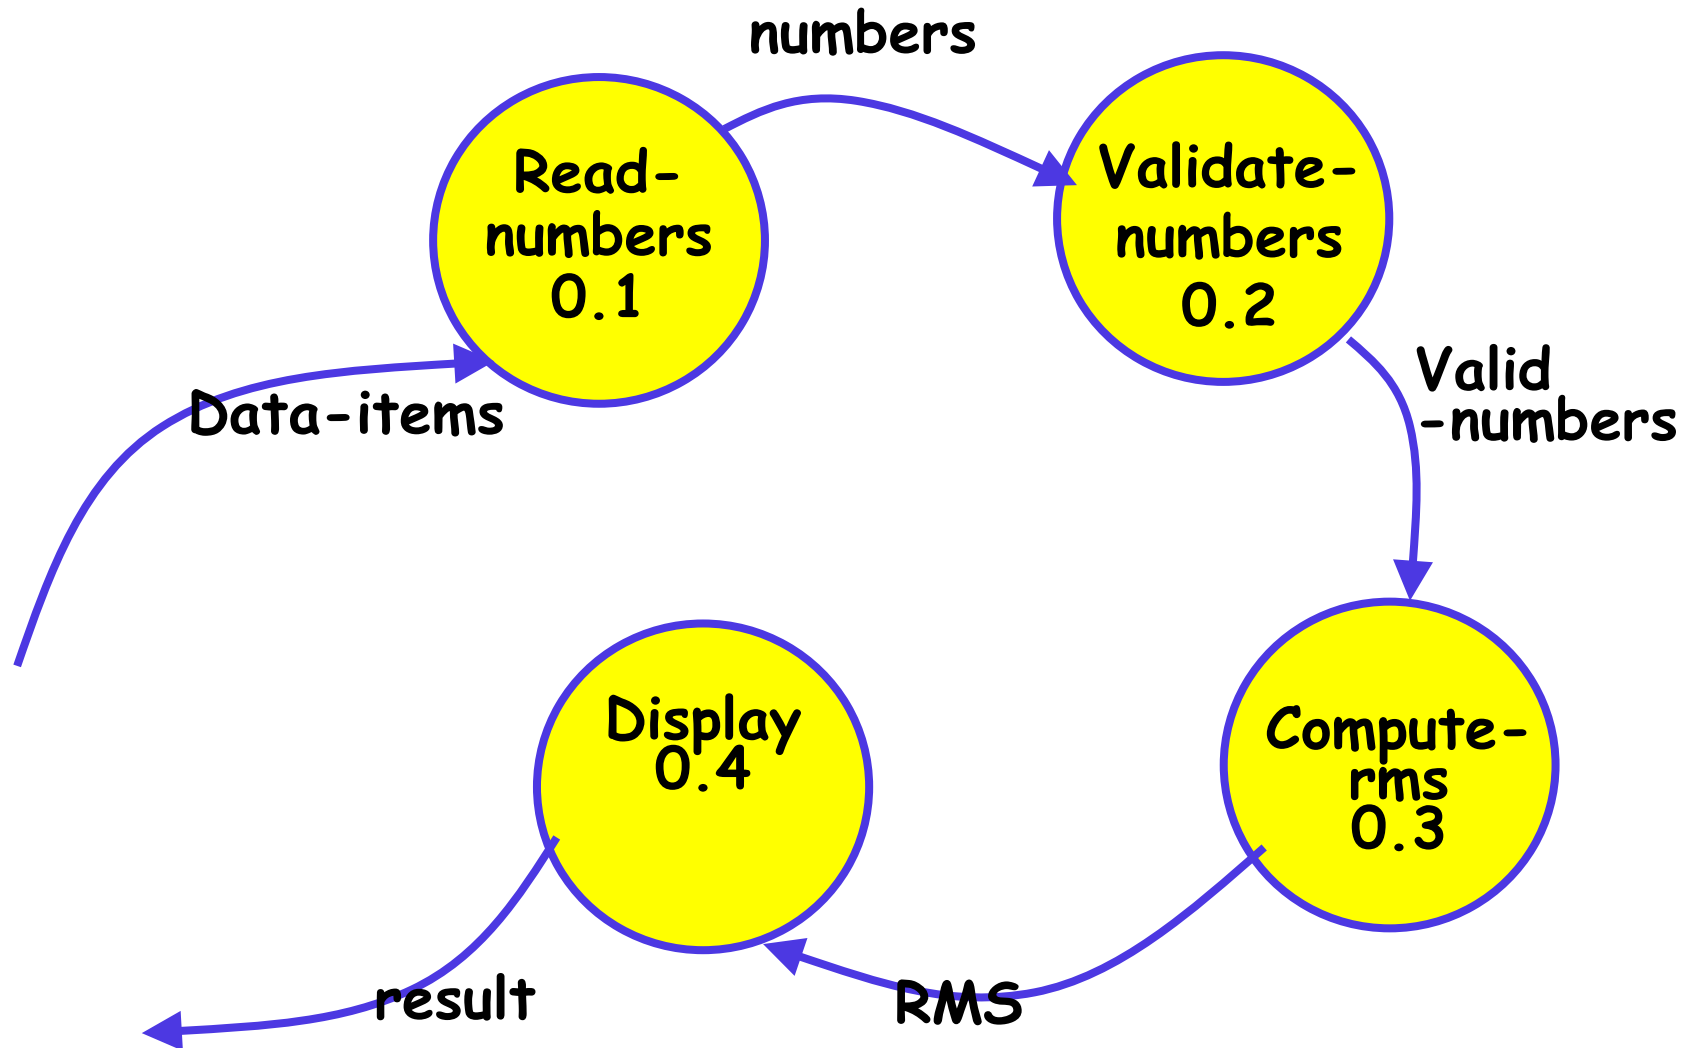 numbers
Read-
numbers
0.1
Validate-
numbers
0.2
Data-items
Valid
-numbers
Display
0.4
Compute-
rms
0.3
result
RMS